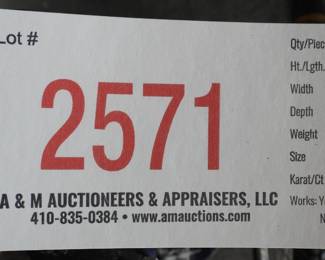 Lot #
2571
A & M AUCTIONEERS & APPRAISERS, LLC
410-835-0384 • www.amauctions.com
Qty/Piec
Ht./Lgth.
Width
Depth
Weight
Size
Karat/Ct
Works: Y
N